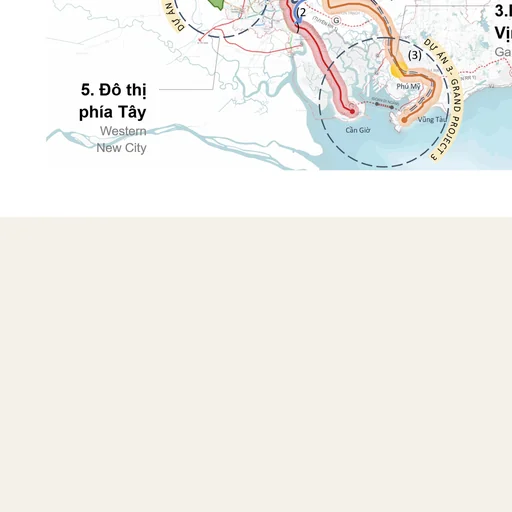 3.
Vị
Ga
2
G
(3)
DỰ ÁN
DỰ ÁN 3- GRAND PROJECT 3
5. Đô thị
phía Tây
Western
New City
Phú Mỹ
Cần Giờ
Vũng Tàu